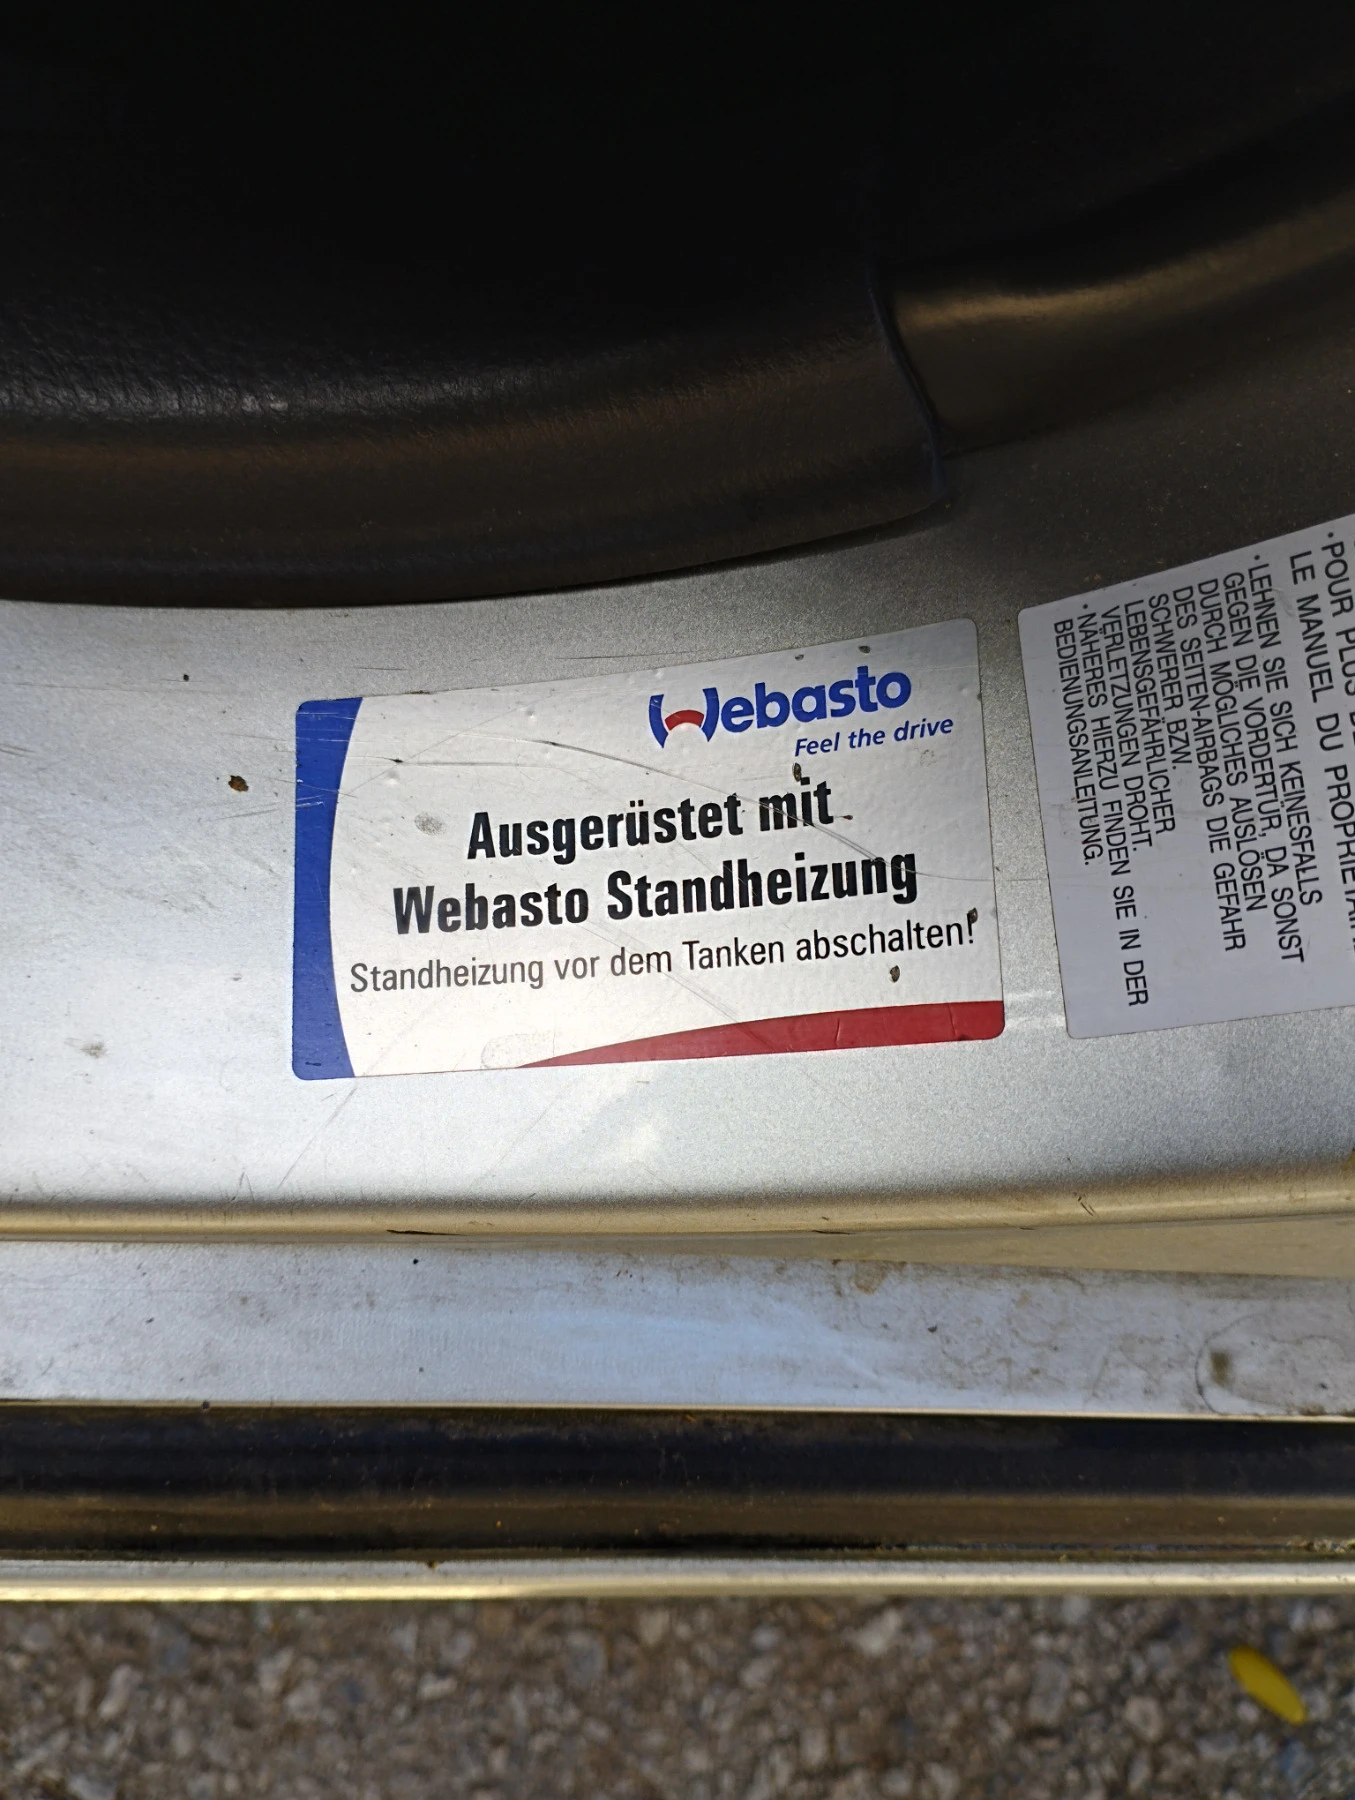 Webasto
Feel the drive
Ausgerüstet mit
Webasto Standheizung
Standheizung vor dem Tanken abschalten!
·POUR PLUS
LE MANUEL DU
·LEHNEN SIE SICH KEINESFALLS
GEGEN DIE VORDERTÜR, DA SONST
DURCH MÖGLICHES AUSLÖSEN
DES SEITEN-AIRBAGS DIE GEFAHR
SCHWERER BZW.
LEBENSGEFÄHRLICHER
VERLETZUNGEN DROHT.
·NÄHERES HIERZU FINDEN SIE IN DER
BEDIENUNGSANLEITUNG.